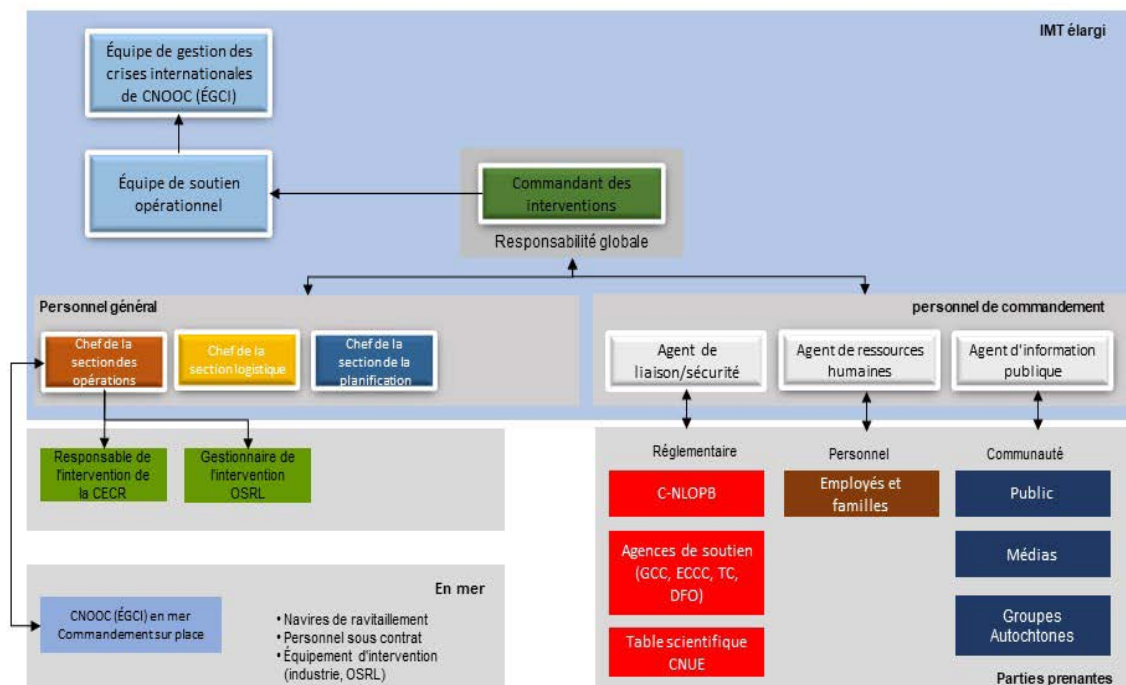 IMT élargi
Équipe de gestion des
crises internationales
de CNOOC (ÉGCI)
Équipe de soutien
opérationnel
Commandant des
interventions
Responsabilité globale
Personnel général
Chef de la
section des
opérations
Chef de la
section logistique
Chef de la
section de la
planification
personnel de commandement
Agent de
liaison/sécurité
Agent de ressources
humaines
Agent d'information
publique
Responsable de
l'intervention de
la CECR
Gestionnaire de
l'intervention
OSRL
Réglementaire
C-NLOPB
Agences de soutien
(GCC, ECCC, TC,
DFO)
Table scientifique
CNUE
Personnel
Employés et
familles
Communauté
Public
Médias
Groupes
Autochtones
Parties prenantes
En mer
CNOOC (ÉGCI) en mer
Commandement sur place
• Navires de ravitaillement
• Personnel sous contrat
• Équipement d'intervention
(industrie, OSRL)